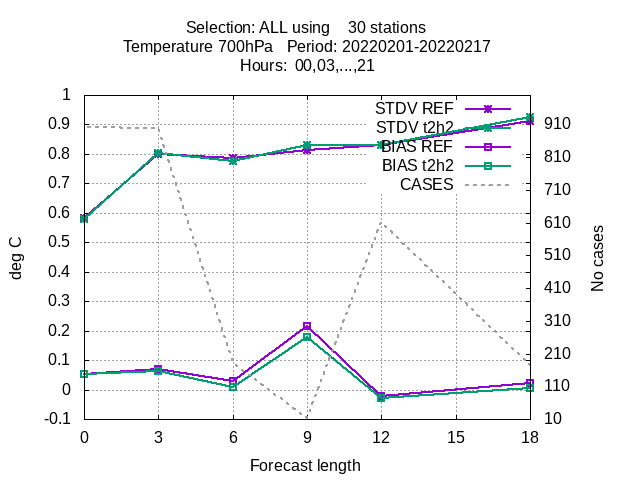 Selection: ALL using 30 stations
Temperature 700hPa Period: 20220201-20220217
Hours: 00,03,...,21
STDV REF
STDV t2h2
BIAS REF
BIAS t2h2
CASES
1
0.9
0.8
0.7
0.6
0.5
0.4
0.3
0.2
0.1
0
-0.1
deg C
910
810
710
610
510
410
310
210
110
10
No cases
0 3 6 9 12 15 18
Forecast length